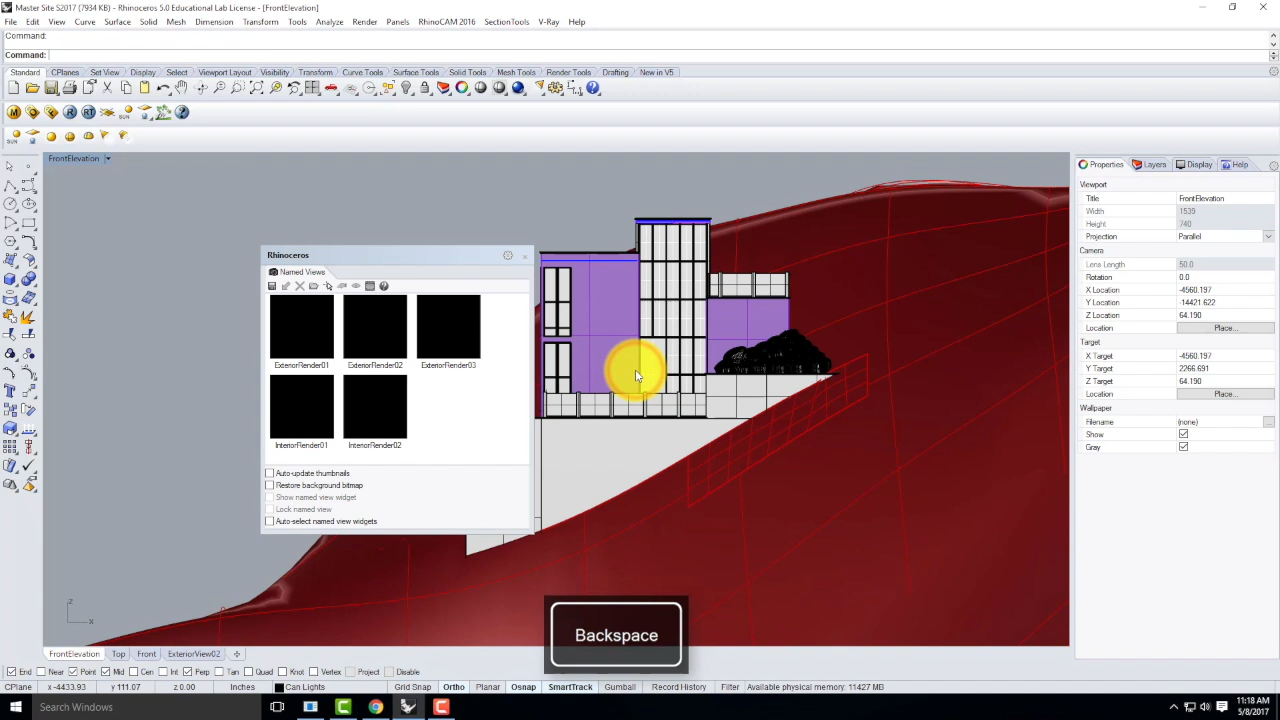 Master Site S2017 (7934 KB) - Rhinoceros 5.0 Educational Lab License - [FrontElevation]
File Edit View Curve Surface Solid Mesh Dimension Transform Tools Analyze Render Panels RhinoCAM 2016 SectionTools V-Ray Help
Command:
Command:
Standard CPlanes Set View Display Select Viewport Layout Visibility Transform Curve Tools Surface Tools Solid Tools Mesh Tools Render Tools Drafting New in V5
M R RT
SUN
SUN
FrontElevation
Properties Layers Display Help
Viewport
Title FrontElevation
Width 1539
Height 740
Projection Parallel
Camera
Lens Length 50.0
Rotation 0.0
X Location -4560.197
Y Location -14421.622
Z Location 64.190
Location Place...
Target
X Target -4560.197
Y Target 2266.691
Z Target 64.190
Location Place...
Wallpaper
Filename (none) ...
Show
Gray
Rhinoceros
Named Views
ExteriorRender01 ExteriorRender02 ExteriorRender03
InteriorRender01 InteriorRender02
Auto-update thumbnails
Restore background bitmap
Show named view widget
Lock named view
Auto-select named view widgets
Backspace
z
x
FrontElevation Top Front ExteriorView02
End Near Point Mid Cen Int Perp Tan Quad Knot Vertex Project Disable
CPlane x -4433.93 y 111.07 z 0.00 Inches Can Lights Grid Snap Ortho Planar Osnap SmartTrack Gumball Record History Filter Available physical memory: 11427 MB
Search Windows
11:18 AM
5/8/2017